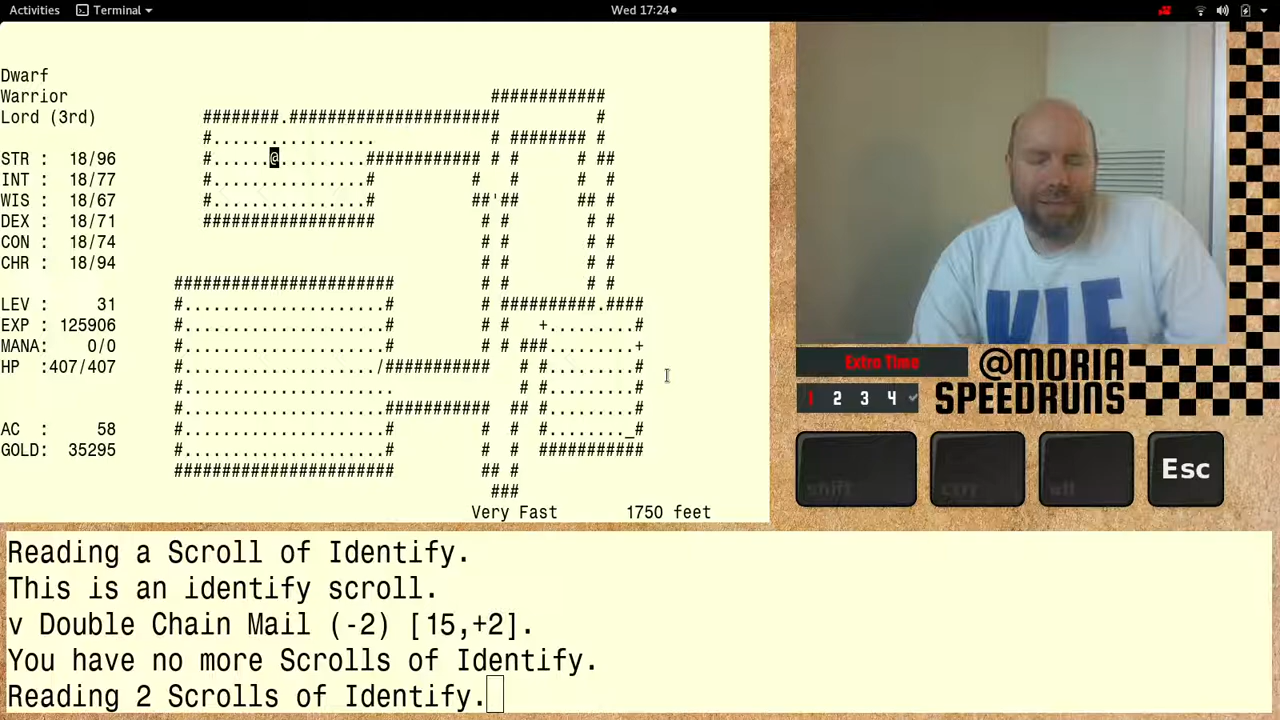 Activities Terminal Wed 17:24
Dwarf
Warrior
Lord (3rd)
STR : 18/96
INT : 18/77
WIS : 18/67
DEX : 18/71
CON : 18/74
CHR : 18/94
LEV : 31
EXP : 125906
MANA: 0/0
HP :407/407
AC : 58
GOLD: 35295
############
########.###################### #
#................ # ######## #
#......@.........############ # # # ##
#................# # # # #
#................# ##'## ## #
################## # # # #
# # # #
# # # #
####################### # # # #
#.....................# # ##########.####
#.....................# # # +.........#
#.....................# # # ###.........+
#...................../########### # #.........#
#...................... # #.........#
#.....................########### ## #.........#
#.....................# # # #........_#
#.....................# # # ###########
####################### ## #
###
Very Fast 1750 feet
Extro Time
1 2 3 4
@MORIA
SPEEDRUNS
shift
ctrl
alt
Esc
Reading a Scroll of Identify.
This is an identify scroll.
v Double Chain Mail (-2) [15,+2].
You have no more Scrolls of Identify.
Reading 2 Scrolls of Identify.